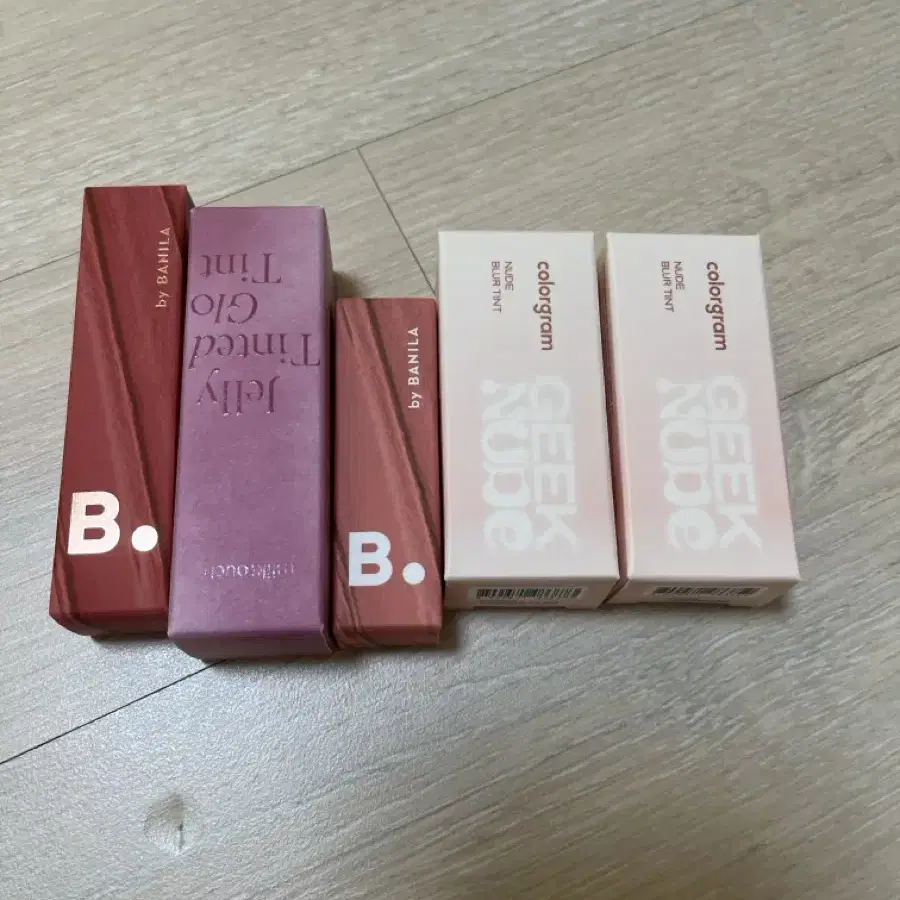 by BANILA
B.
Jelly
Tinted
Glo
Tint
milktouch
by BANILA
B.
colorgram
NUDE
BLUR TINT
GEEK
NUDE
colorgram
NUDE
BLUR TINT
GEEK
NUDE